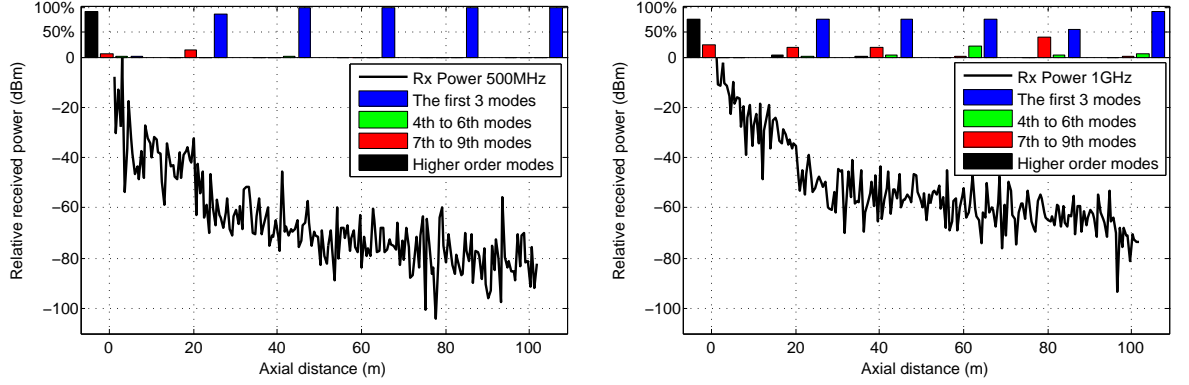 100%
50%
0
−20
−40
−60
−80
−100
Relative received power (dBm)
Rx Power 500MHz
The first 3 modes
4th to 6th modes
7th to 9th modes
Higher order modes
0 20 40 60 80 100
Axial distance (m)
100%
50%
0
−20
−40
−60
−80
−100
Relative received power (dBm)
Rx Power 1GHz
The first 3 modes
4th to 6th modes
7th to 9th modes
Higher order modes
0 20 40 60 80 100
Axial distance (m)